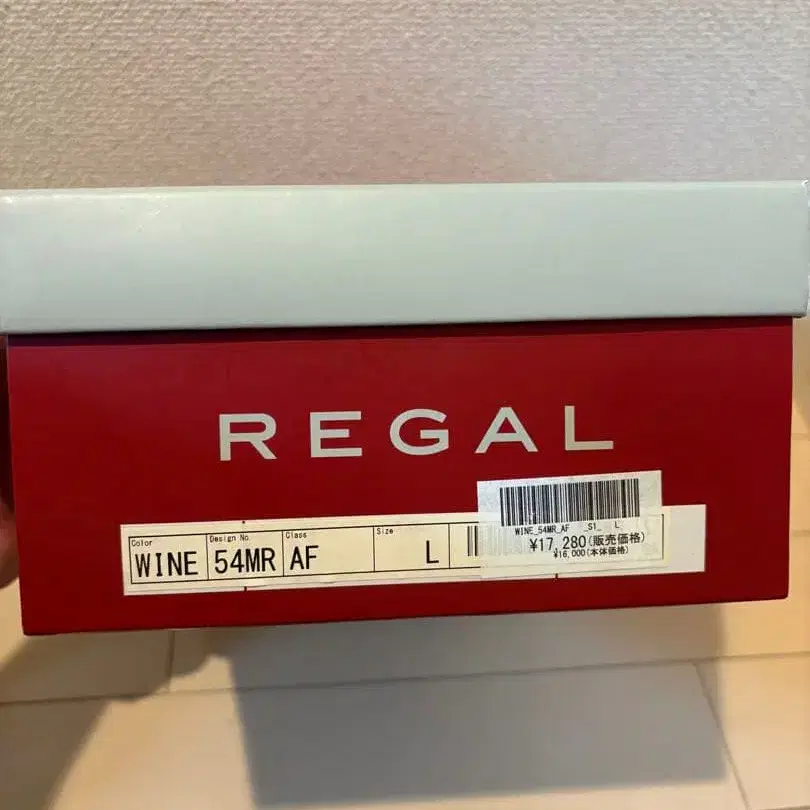 REGAL
WINE_54MR_AF _S1_ L
¥17,280(販売価格)
¥16,000(本体価格)
Color Design No. Class Size
WINE 54MR AF L